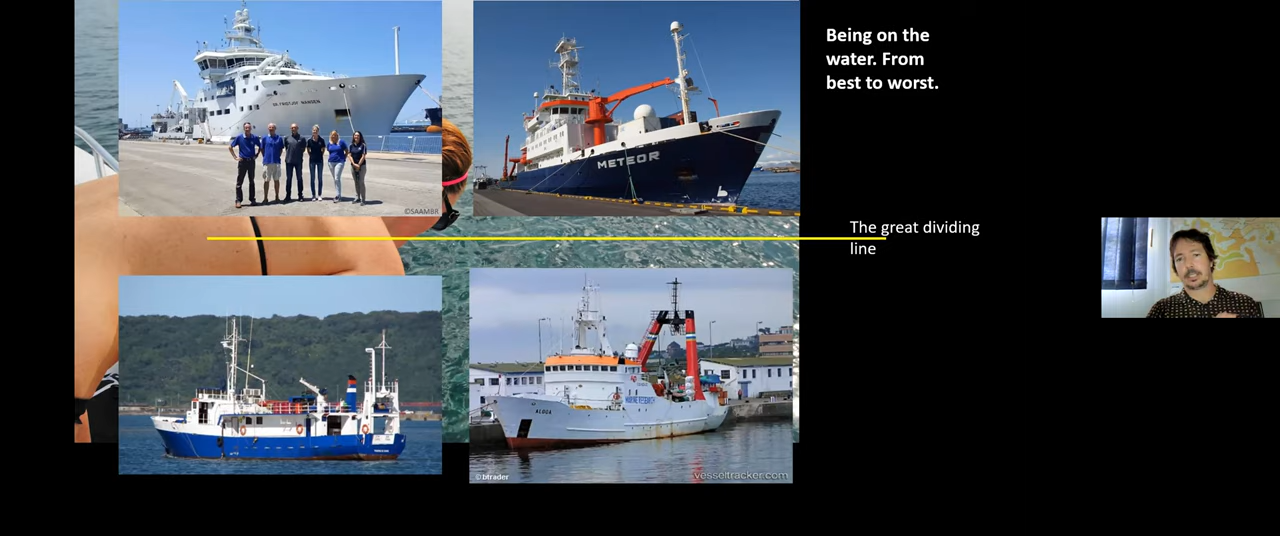 Being on the
water. From
best to worst.
DR. FRIDTJOF NANSEN
METEOR
©SAAMBR
The great dividing
line
ALGOA
MARINE RESEARCH
©btrader
vesseltracker.com